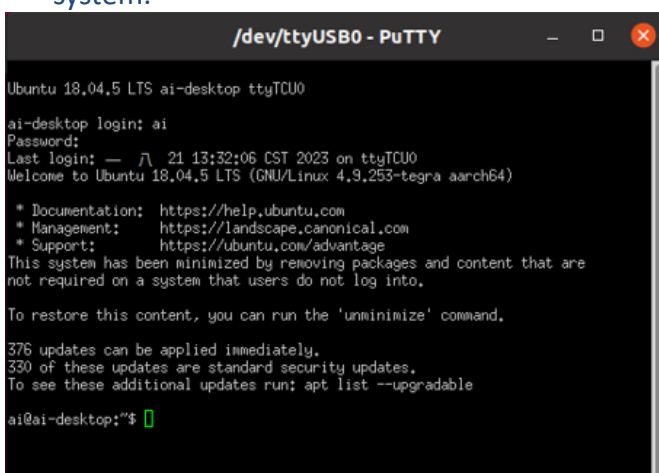 system.
/dev/ttyUSB0 - PuTTY
Ubuntu 18.04.5 LTS ai-desktop ttyTCU0
ai-desktop login: ai
Password:
Last login: 一 八 21 13:32:06 CST 2023 on ttyTCU0
Welcome to Ubuntu 18.04.5 LTS (GNU/Linux 4.9.253-tegra aarch64)
* Documentation: https://help.ubuntu.com
* Management: https://landscape.canonical.com
* Support: https://ubuntu.com/advantage
This system has been minimized by removing packages and content that are
not required on a system that users do not log into.
To restore this content, you can run the 'unminimize' command.
376 updates can be applied immediately.
330 of these updates are standard security updates.
To see these additional updates run: apt list --upgradable
ai@ai-desktop:~$